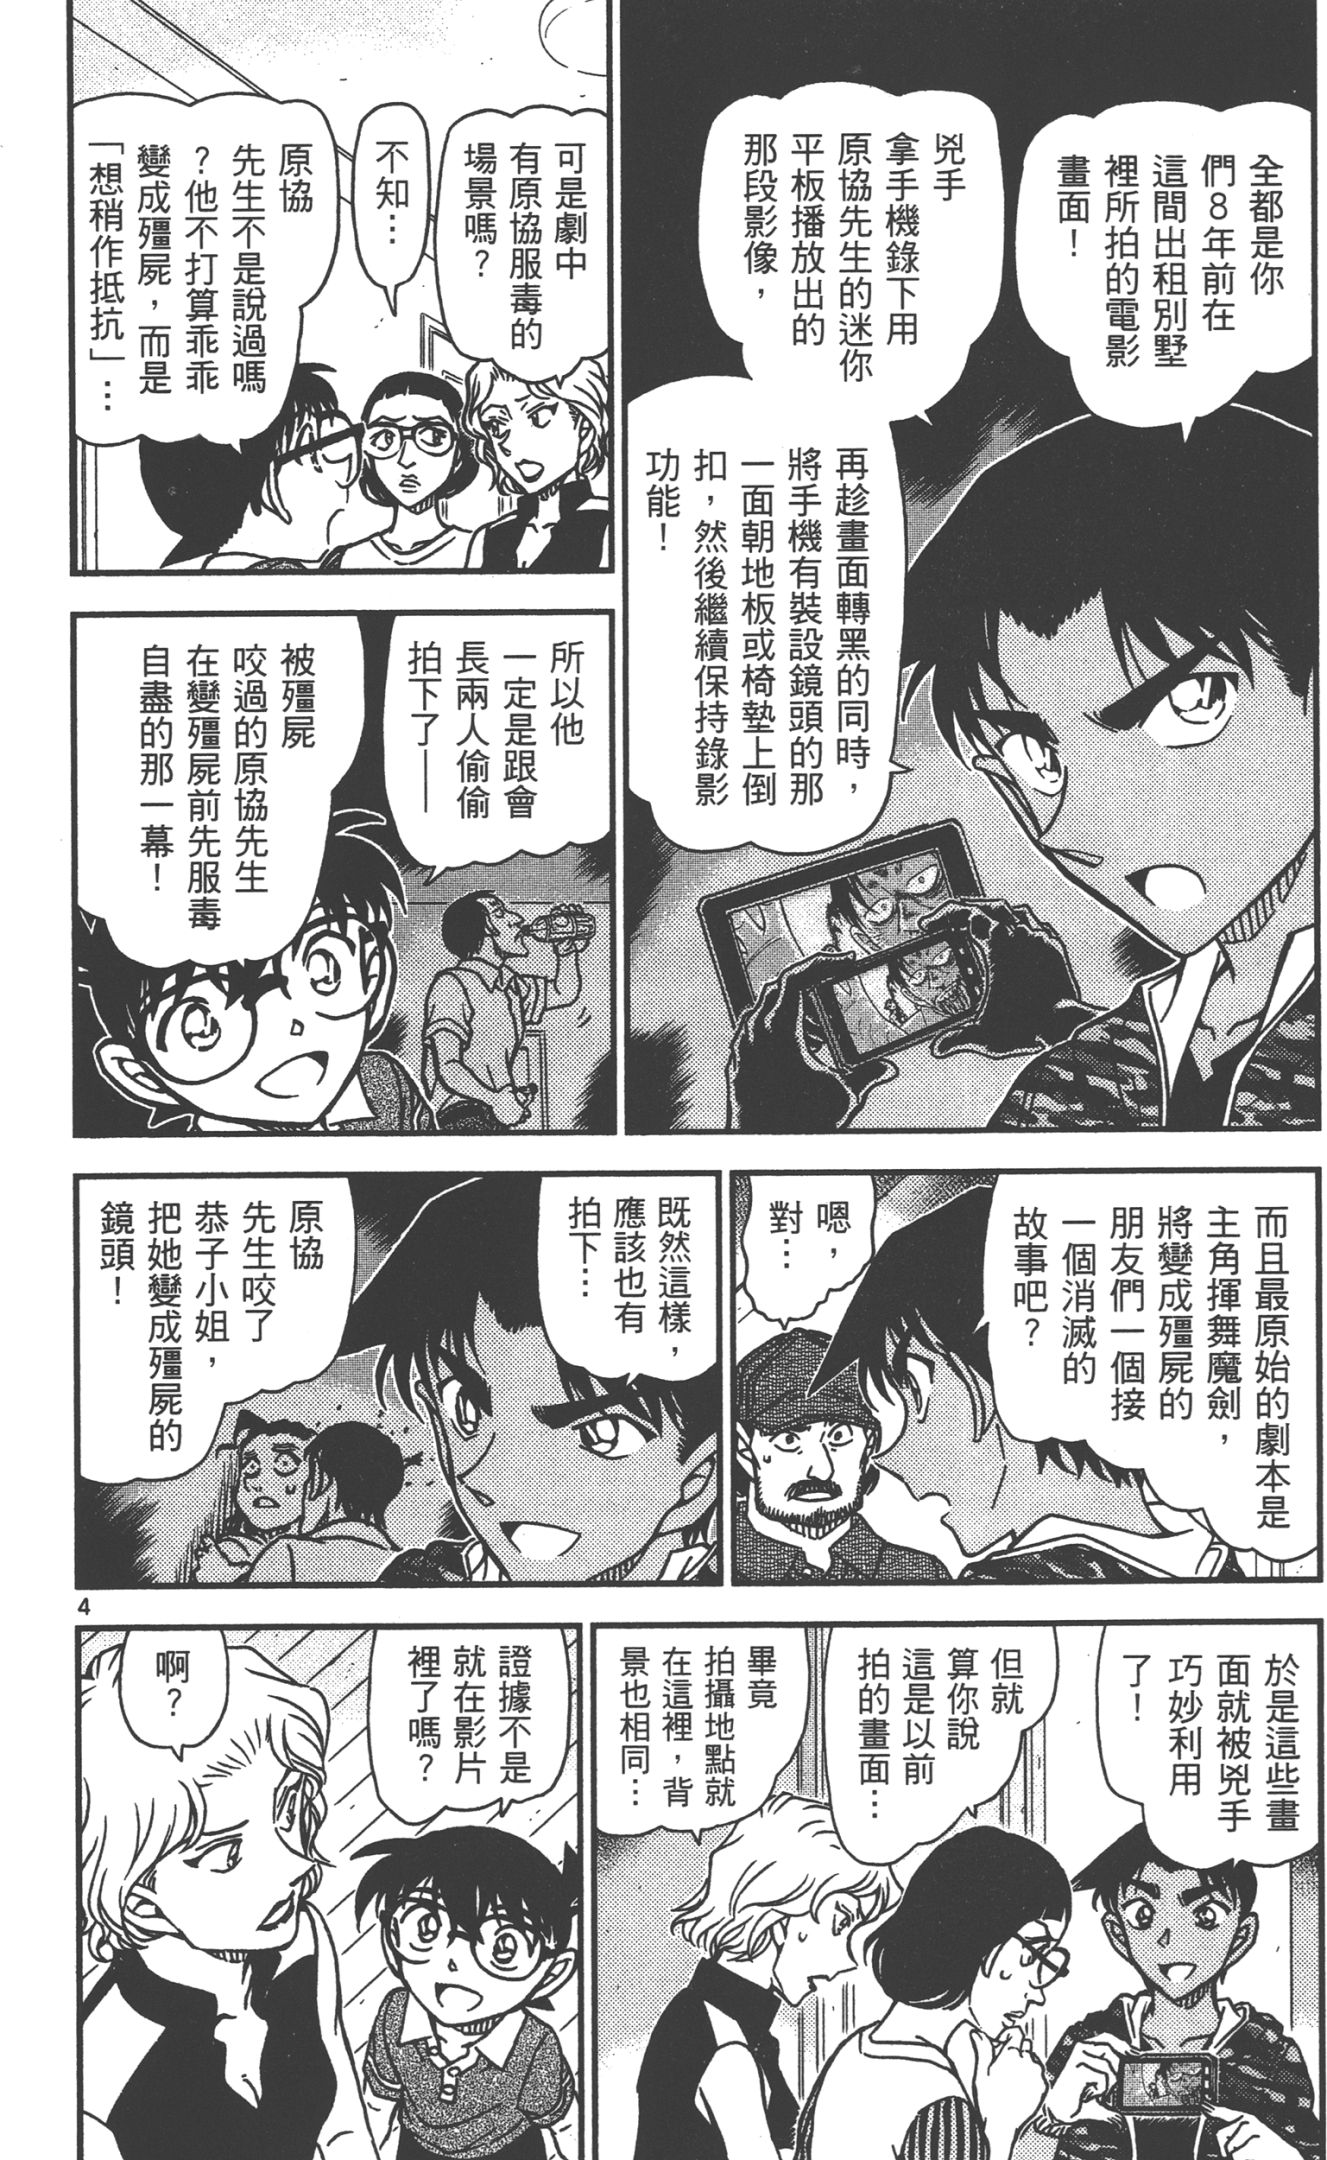 全都是你
們8年前在
這間出租別墅
裡所拍的電影
畫面！
兇手
拿手機錄下用
原協先生的迷你
平板播放出的
那段影像，
再趁畫面轉黑的同時，
將手機有裝設鏡頭的那
一面朝地板或椅墊上倒
扣，然後繼續保持錄影
功能！
可是劇中
有原協服毒的
場景嗎？
不知…
原協
先生不是說過嗎
？他不打算乖乖
變成殭屍，而是
「想稍作抵抗」…
所以他
一定是跟會
長兩人偷偷
拍下了——
被殭屍
咬過的原協先生
在變殭屍前先服毒
自盡的那一幕！
而且最原始的劇本是
主角揮舞魔劍，
將變成殭屍的
朋友們一個接
一個消滅的
故事吧？
嗯，
對…
既然這樣，
應該也有
拍下…
原協
先生咬了
恭子小姐，
把她變成殭屍的
鏡頭！
於是這些畫
面就被兇手
巧妙利用
了！
但就
算你說
這是以前
拍的畫面…
畢竟
拍攝地點就
在這裡，背
景也相同…
證據不是
就在影片
裡了嗎？
啊？
4